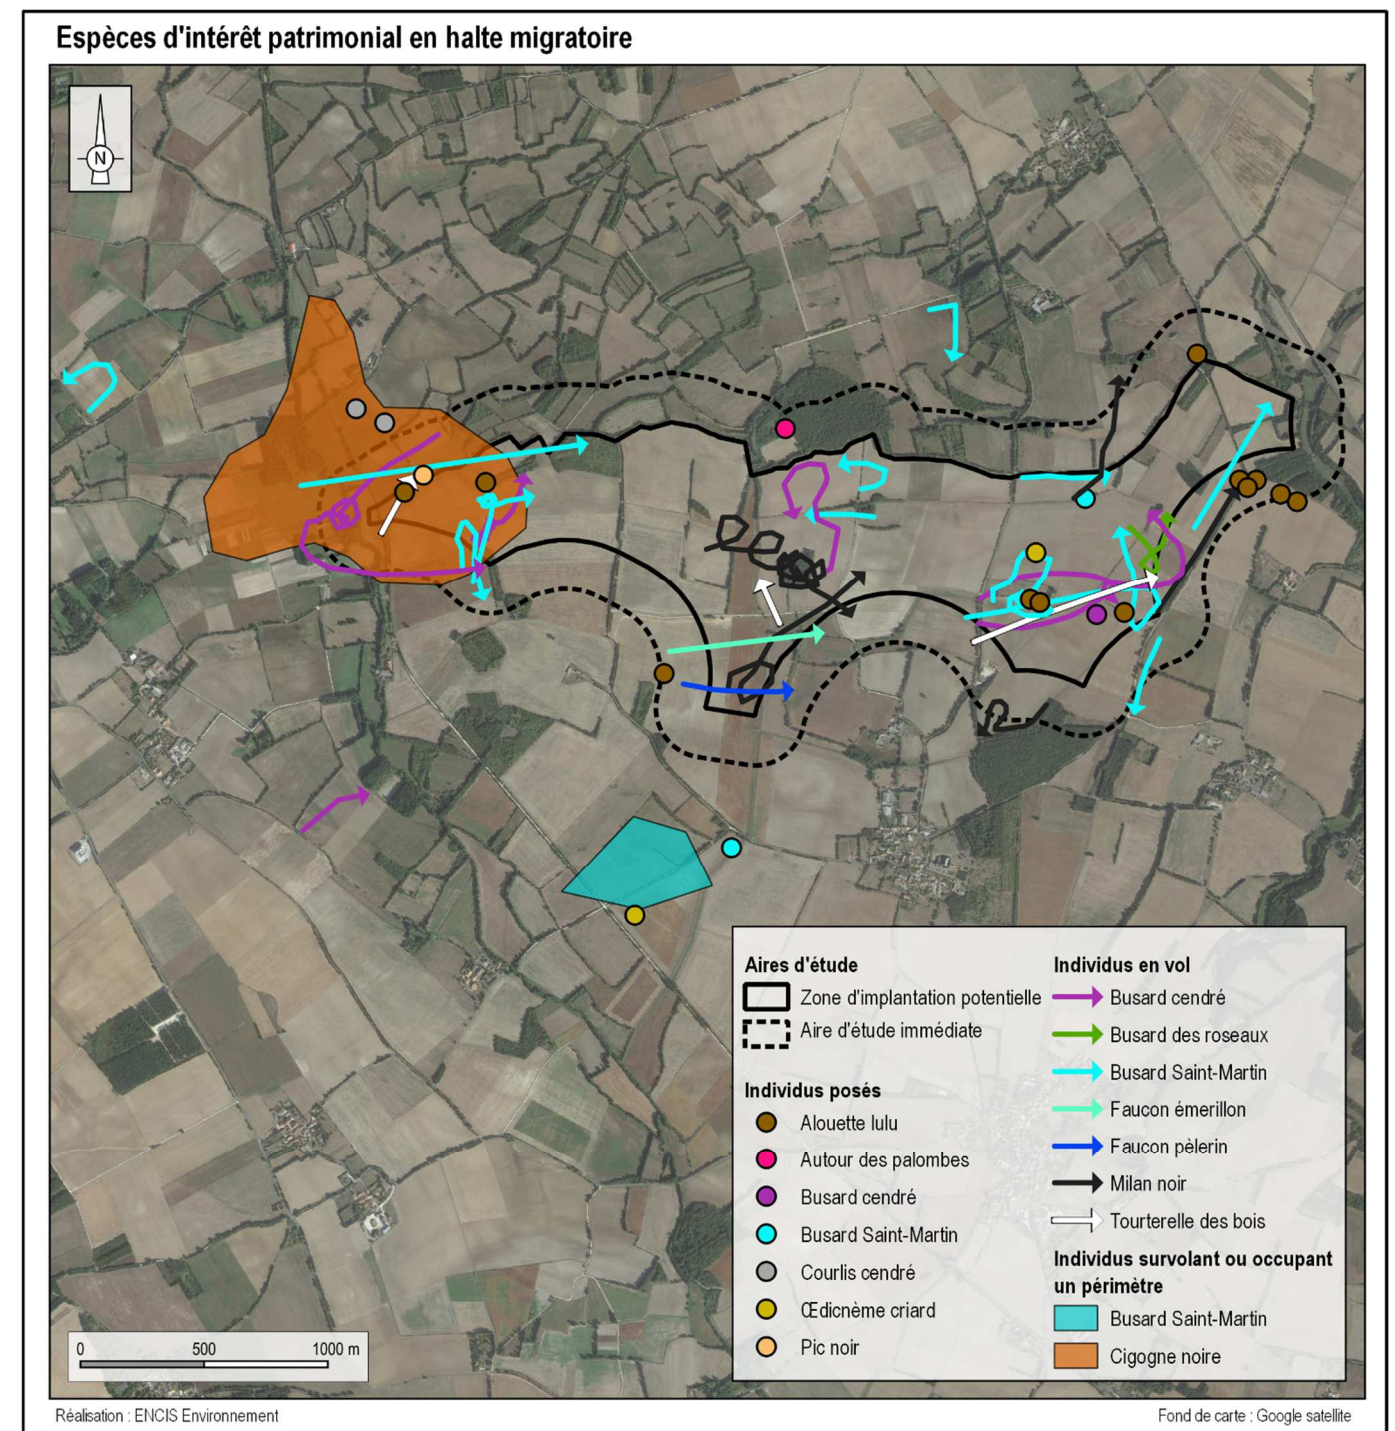 Espèces d'intérêt patrimonial en halte migratoire
N
Aires d'étude
Zone d'implantation potentielle
Aire d'étude immédiate
Individus posés
Alouette lulu
Autour des palombes
Busard cendré
Busard Saint-Martin
Courlis cendré
Œdicnème criard
Pic noir
Individus en vol
Busard cendré
Busard des roseaux
Busard Saint-Martin
Faucon émerillon
Faucon pèlerin
Milan noir
Tourterelle des bois
Individus survolant ou occupant
un périmètre
Busard Saint-Martin
Cigogne noire
0 500 1000 m
Réalisation : ENCIS Environnement
Fond de carte : Google satellite